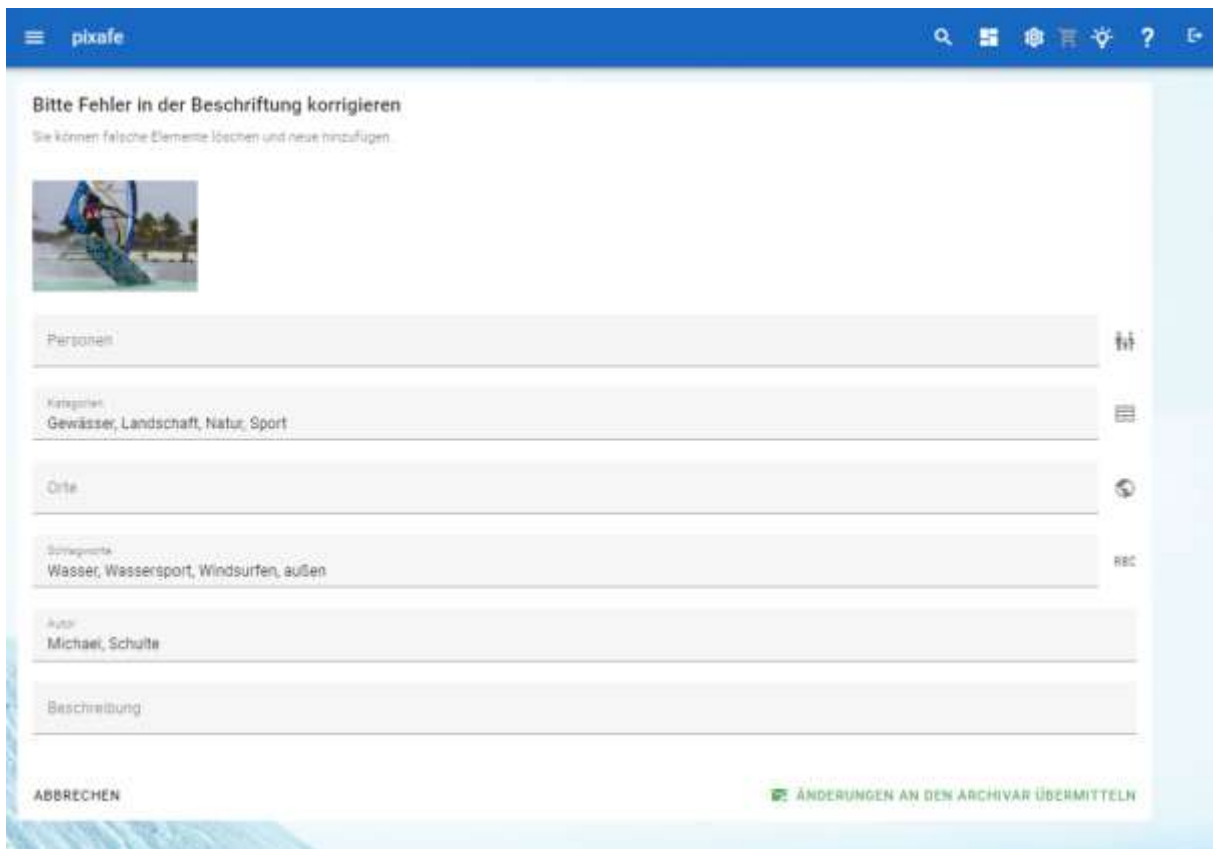 pixafe
?
Bitte Fehler in der Beschriftung korrigieren
Sie können falsche Elemente löschen und neue hinzufügen.
Personen
Kategorien
Gewässer, Landschaft, Natur, Sport
Orte
Schlagworte
Wasser, Wassersport, Windsurfen, außen
ABC
Autor
Michael, Schulte
Beschreibung
ABBRECHEN
ÄNDERUNGEN AN DEN ARCHIVAR ÜBERMITTELN